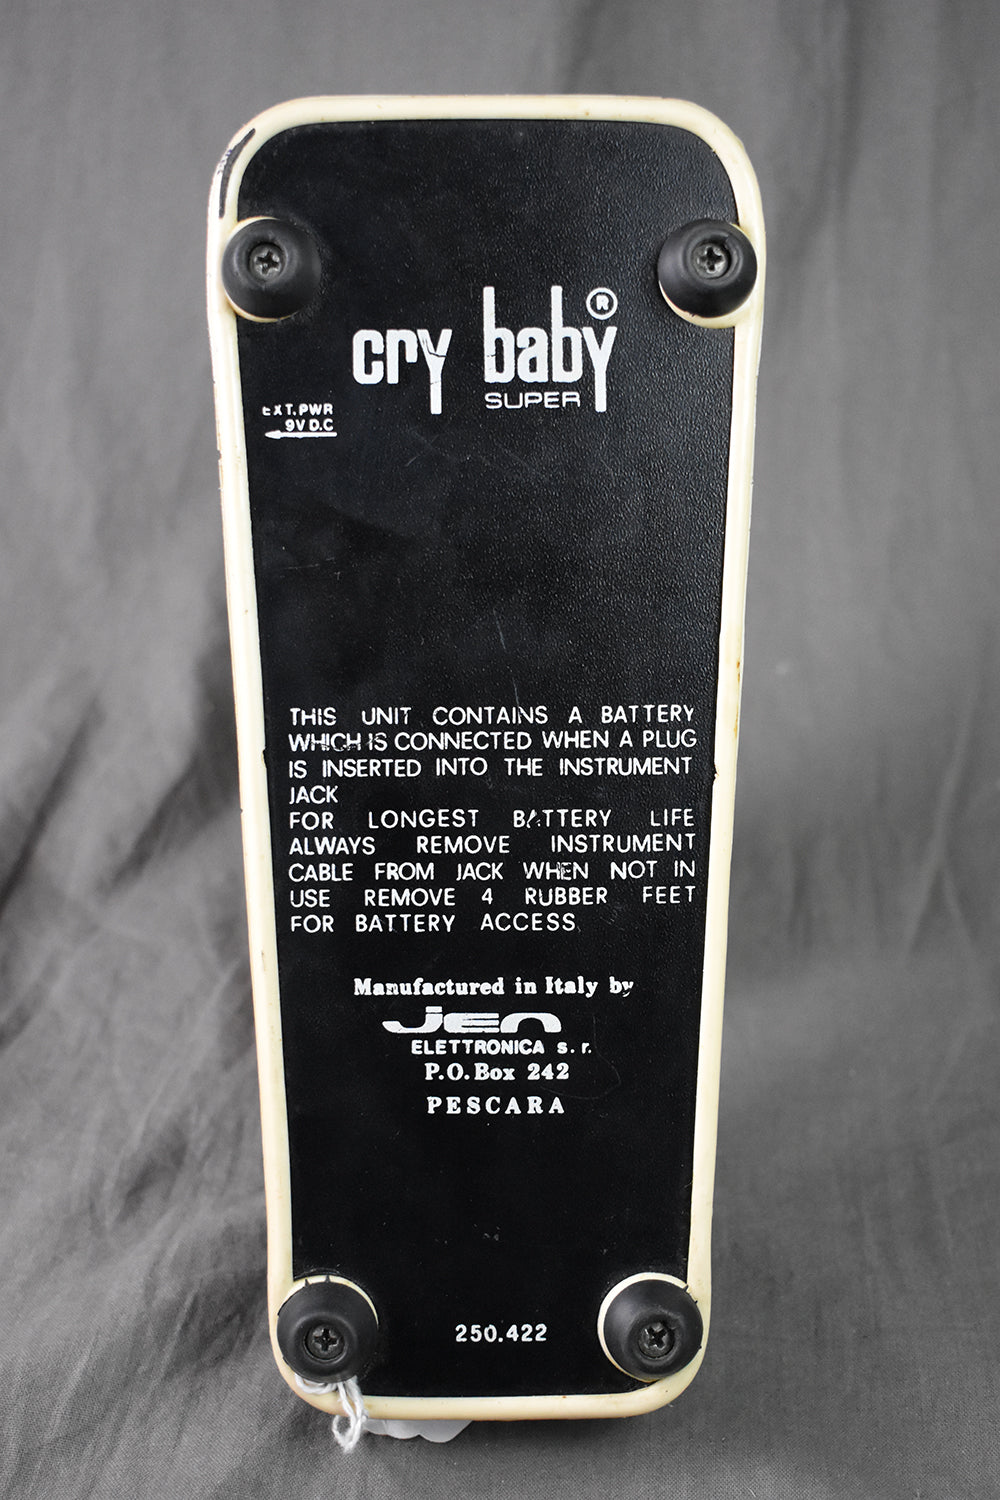 cry baby®
SUPER
EXT. PWR
9V D.C
THIS UNIT CONTAINS A BATTERY
WHICH IS CONNECTED WHEN A PLUG
IS INSERTED INTO THE INSTRUMENT
JACK
FOR LONGEST BATTERY LIFE
ALWAYS REMOVE INSTRUMENT
CABLE FROM JACK WHEN NOT IN
USE REMOVE 4 RUBBER FEET
FOR BATTERY ACCESS
Manufactured in Italy by
Jen
ELETTRONICA s. r.
P.O. Box 242
PESCARA
250.422